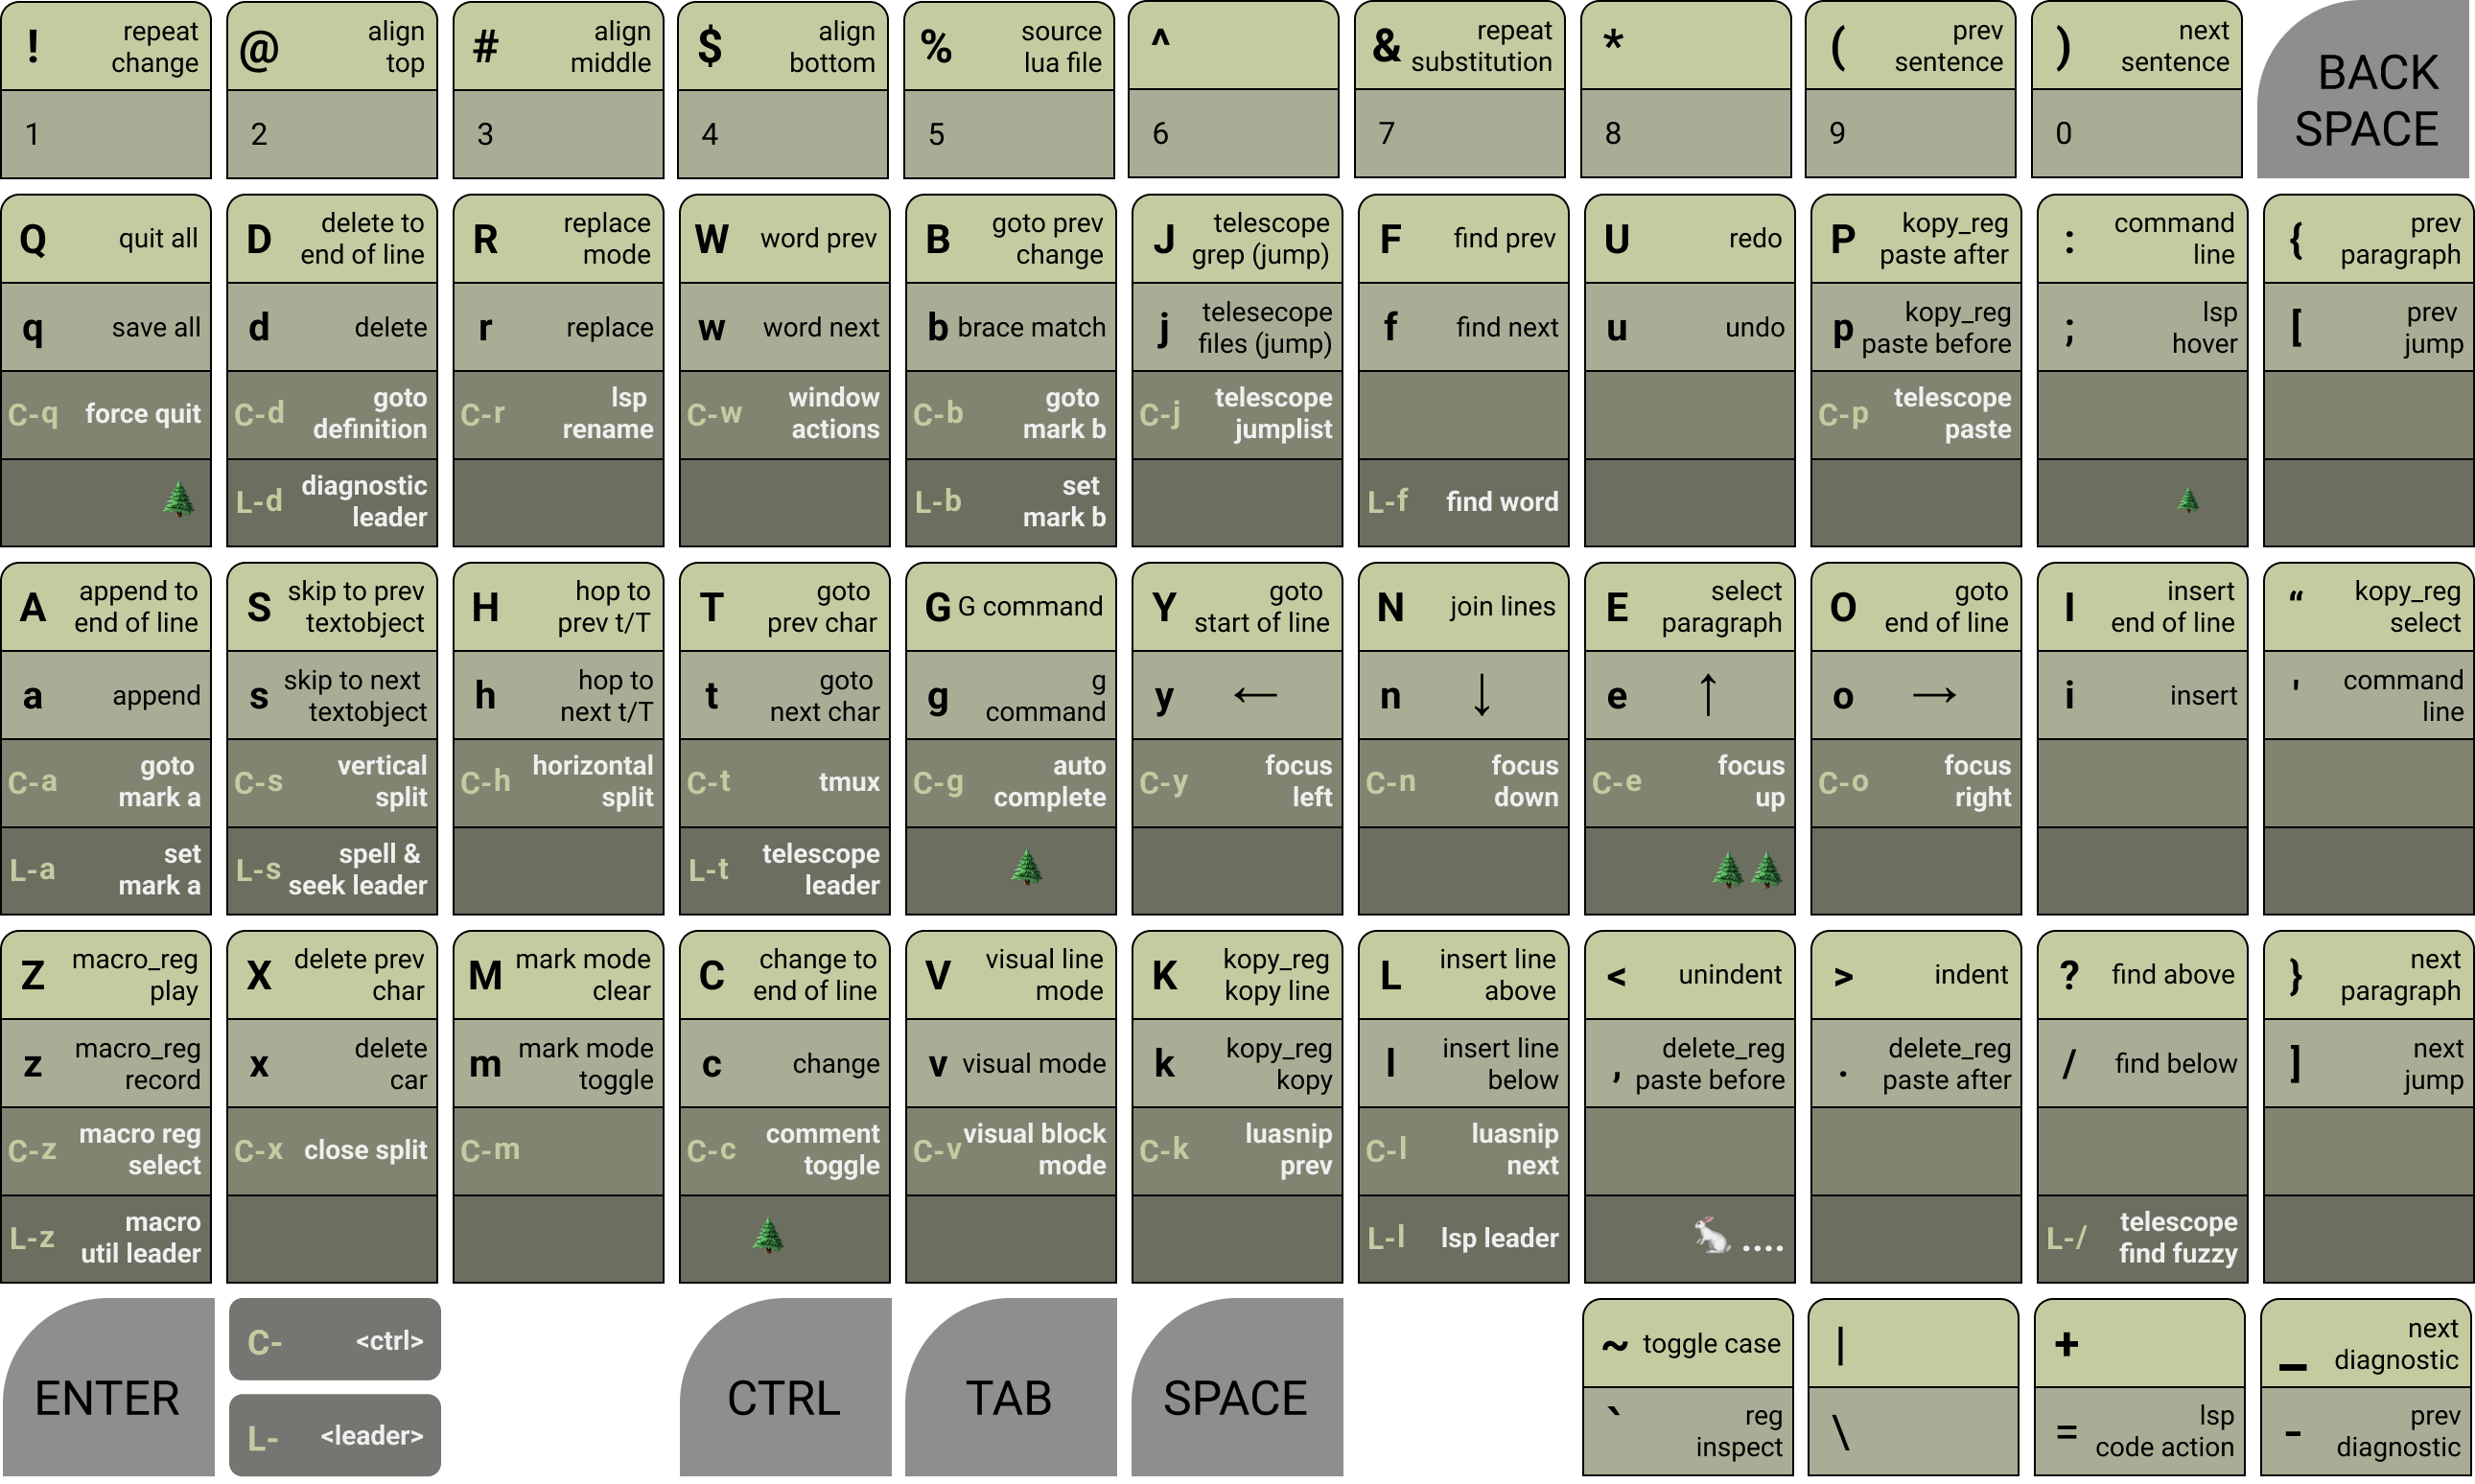 ! repeat change
1
@ align top
2
# align middle
3
$ align bottom
4
% source lua file
5
^
6
& repeat substitution
7
*
8
( prev sentence
9
) next sentence
0
BACK SPACE
Q quit all
q save all
C-q force quit
D delete to end of line
d delete
C-d goto definition
L-d diagnostic leader
R replace mode
r replace
C-r lsp rename
W word prev
w word next
C-w window actions
B goto prev change
b brace match
C-b goto mark b
L-b set mark b
J telescope grep (jump)
j telesecope files (jump)
C-j telescope jumplist
F find prev
f find next
L-f find word
U redo
u undo
P kopy_reg paste after
p kopy_reg paste before
C-p telescope paste
: command line
; lsp hover
{ prev paragraph
[ prev jump
A append to end of line
a append
C-a goto mark a
L-a set mark a
S skip to prev textobject
s skip to next textobject
C-s vertical split
L-s spell & seek leader
H hop to prev t/T
h hop to next t/T
C-h horizontal split
T goto prev char
t goto next char
C-t tmux
L-t telescope leader
G G command
g g command
C-g auto complete
Y goto start of line
y ←
C-y focus left
N join lines
n ↓
C-n focus down
E select paragraph
e ↑
C-e focus up
O goto end of line
o →
C-o focus right
I insert end of line
i insert
“ kopy_reg select
' command line
Z macro_reg play
z macro_reg record
C-z macro reg select
L-z macro util leader
X delete prev char
x delete car
C-x close split
M mark mode clear
m mark mode toggle
C-m
C change to end of line
c change
C-c comment toggle
V visual line mode
v visual mode
C-v visual block mode
K kopy_reg kopy line
k kopy_reg kopy
C-k luasnip prev
L insert line above
l insert line below
C-l luasnip next
L-l lsp leader
< unindent
, delete_reg paste before
....
> indent
. delete_reg paste after
? find above
/ find below
L-/ telescope find fuzzy
} next paragraph
] next jump
ENTER
C- <ctrl>
L- <leader>
CTRL
TAB
SPACE
~ toggle case
` reg inspect
|
\
+
= lsp code action
_ next diagnostic
- prev diagnostic